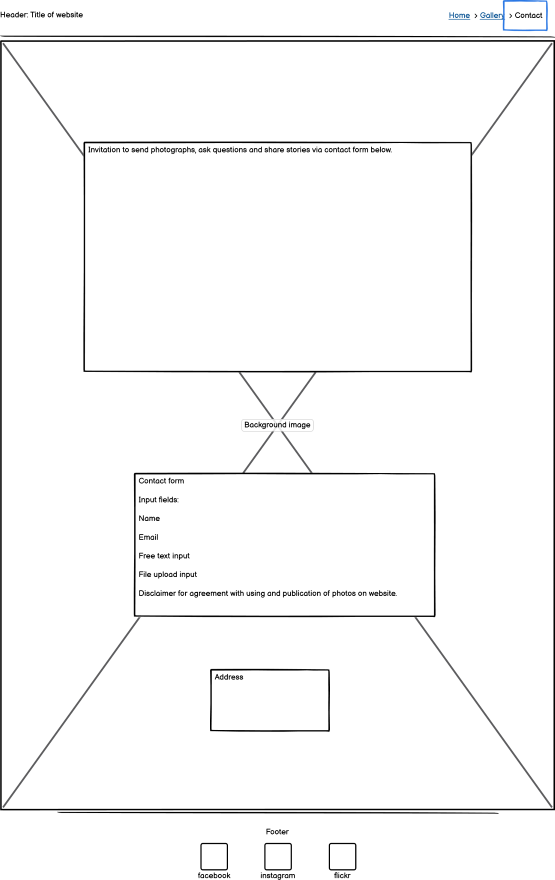 Header: Title of website
Home > Gallery > Contact
Invitation to send photographs, ask questions and share stories via contact form below.
Background image
Contact form
Input fields:
Name
Email
Free text input
File upload input
Disclaimer for agreement with using and publication of photos on website.
Address
Footer
facebook
instagram
flickr